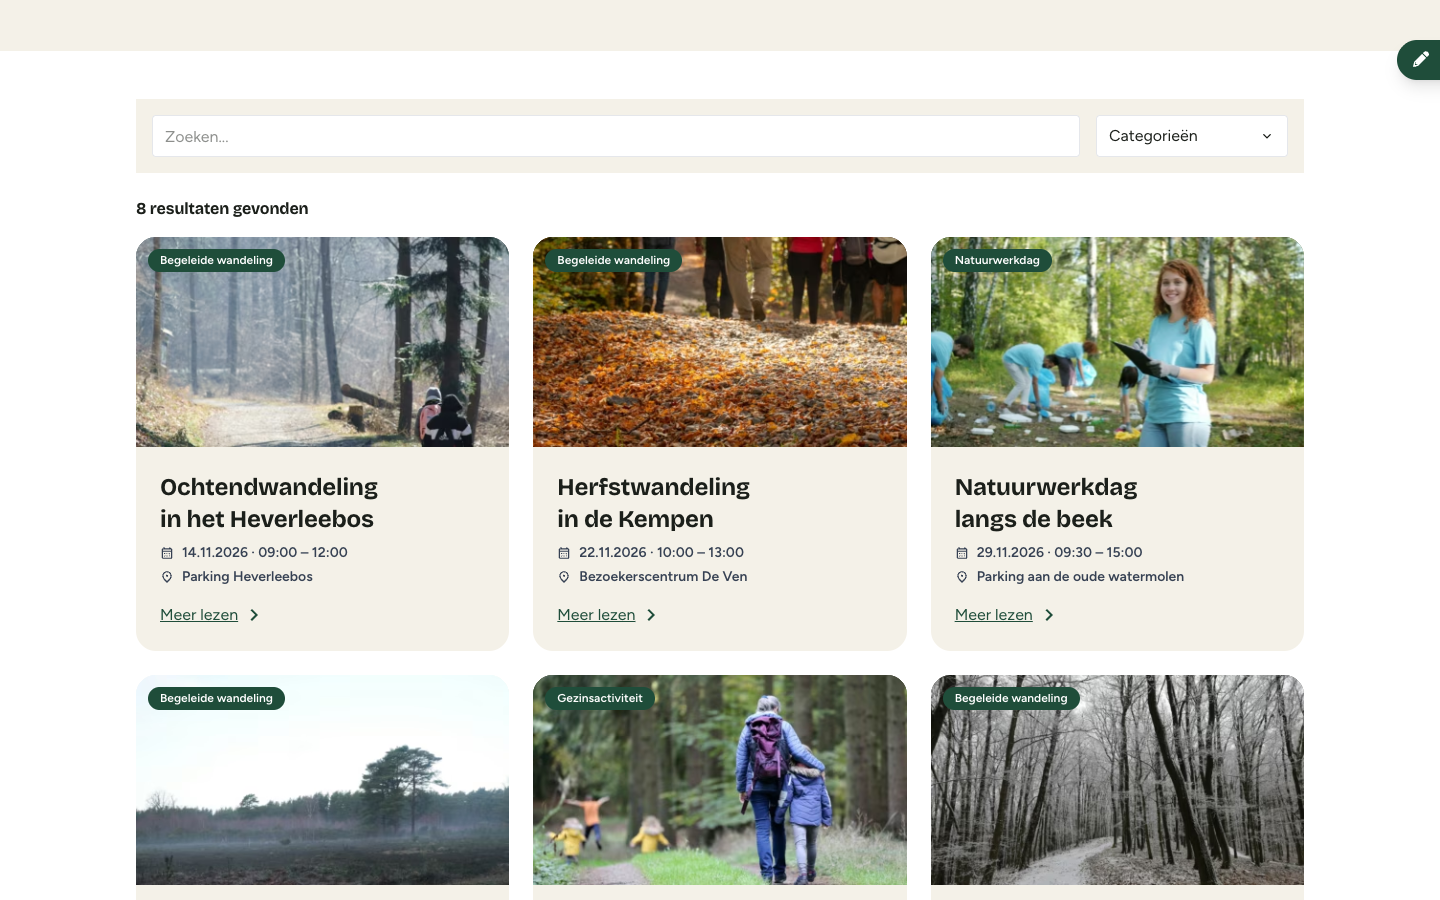 Zoeken...
Categorieën
8 resultaten gevonden
Begeleide wandeling
Ochtendwandeling
in het Heverleebos
14.11.2026 · 09:00 – 12:00
Parking Heverleebos
Meer lezen
Begeleide wandeling
Herfstwandeling
in de Kempen
22.11.2026 · 10:00 – 13:00
Bezoekerscentrum De Ven
Meer lezen
Natuurwerkdag
Natuurwerkdag
langs de beek
29.11.2026 · 09:30 – 15:00
Parking aan de oude watermolen
Meer lezen
Begeleide wandeling
Gezinsactiviteit
Begeleide wandeling